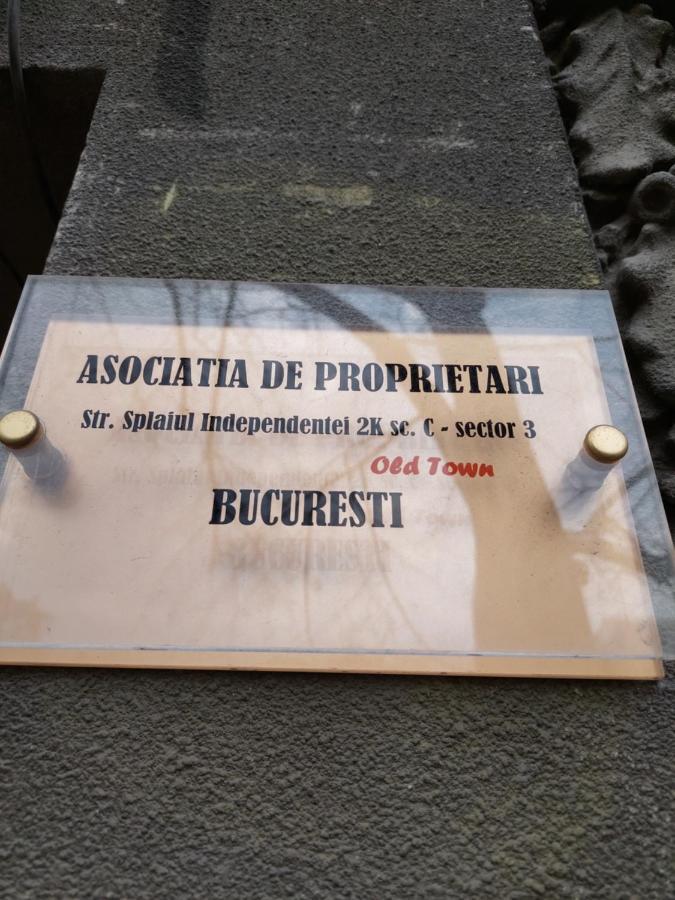 ASOCIATIA DE PROPRIETARI
Str. Splaiul Independentei 2K sc. C - sector 3
Old Town
BUCURESTI